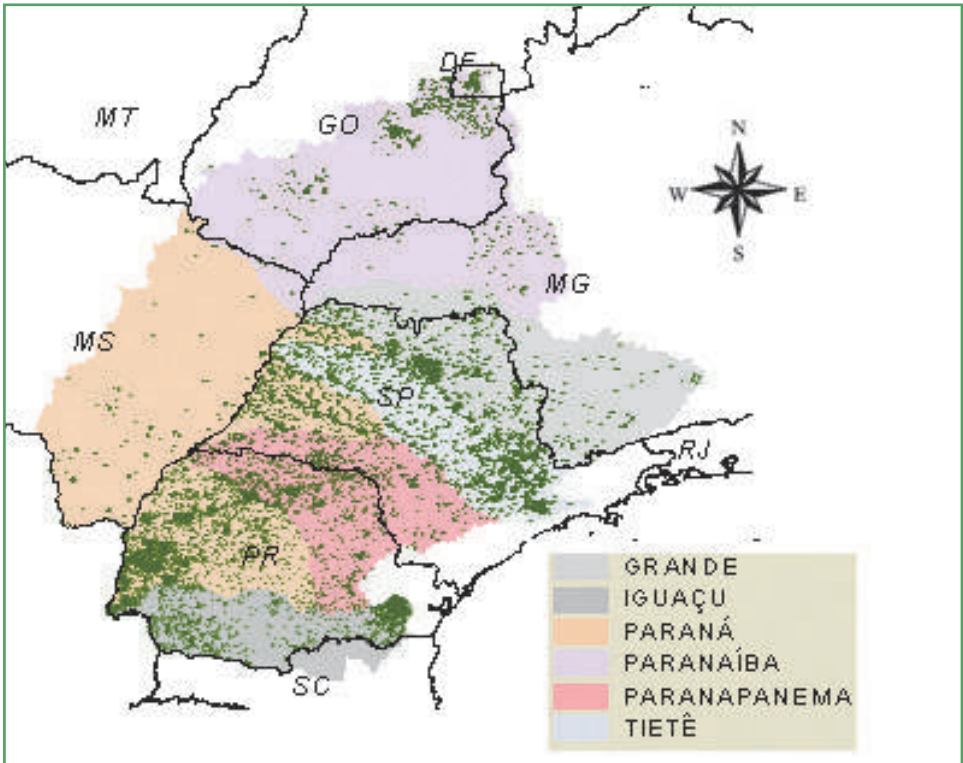 DF
MT
GO
N
W E
S
MG
MS
SP
RJ
PR
SC
GRANDE
IGUAÇU
PARANÁ
PARANAÍBA
PARANAPANEMA
TIETÊ